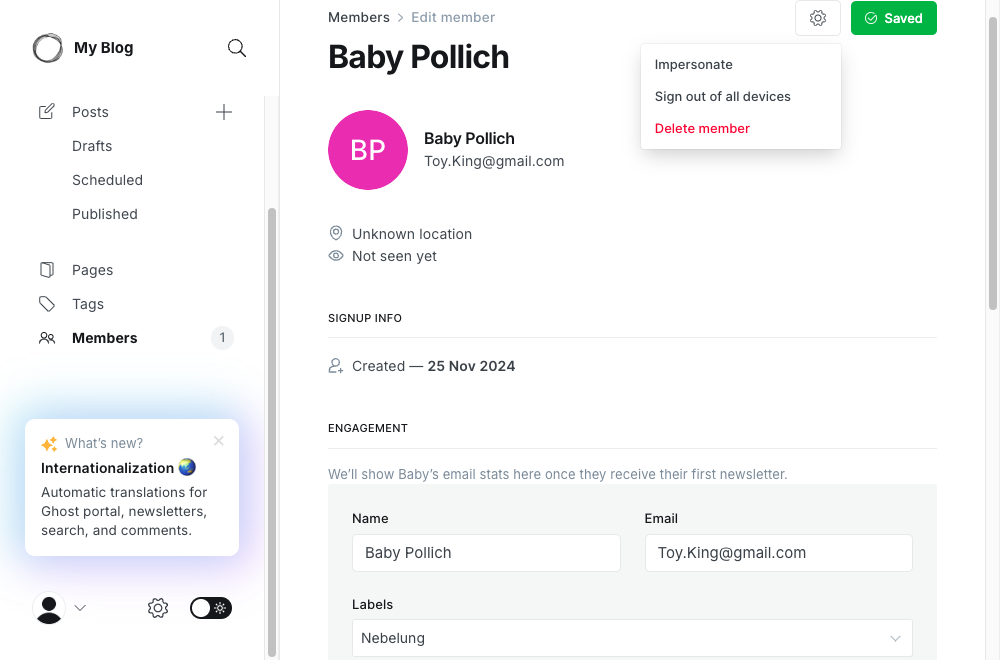 My Blog
Posts
Drafts
Scheduled
Published
Pages
Tags
Members
1
What's new?
Internationalization 🌏
Automatic translations for
Ghost portal, newsletters,
search, and comments.
Members > Edit member
Saved
Baby Pollich
Impersonate
Sign out of all devices
Delete member
BP
Baby Pollich
Toy.King@gmail.com
Unknown location
Not seen yet
SIGNUP INFO
Created — 25 Nov 2024
ENGAGEMENT
We'll show Baby's email stats here once they receive their first newsletter.
Name
Baby Pollich
Email
Toy.King@gmail.com
Labels
Nebelung